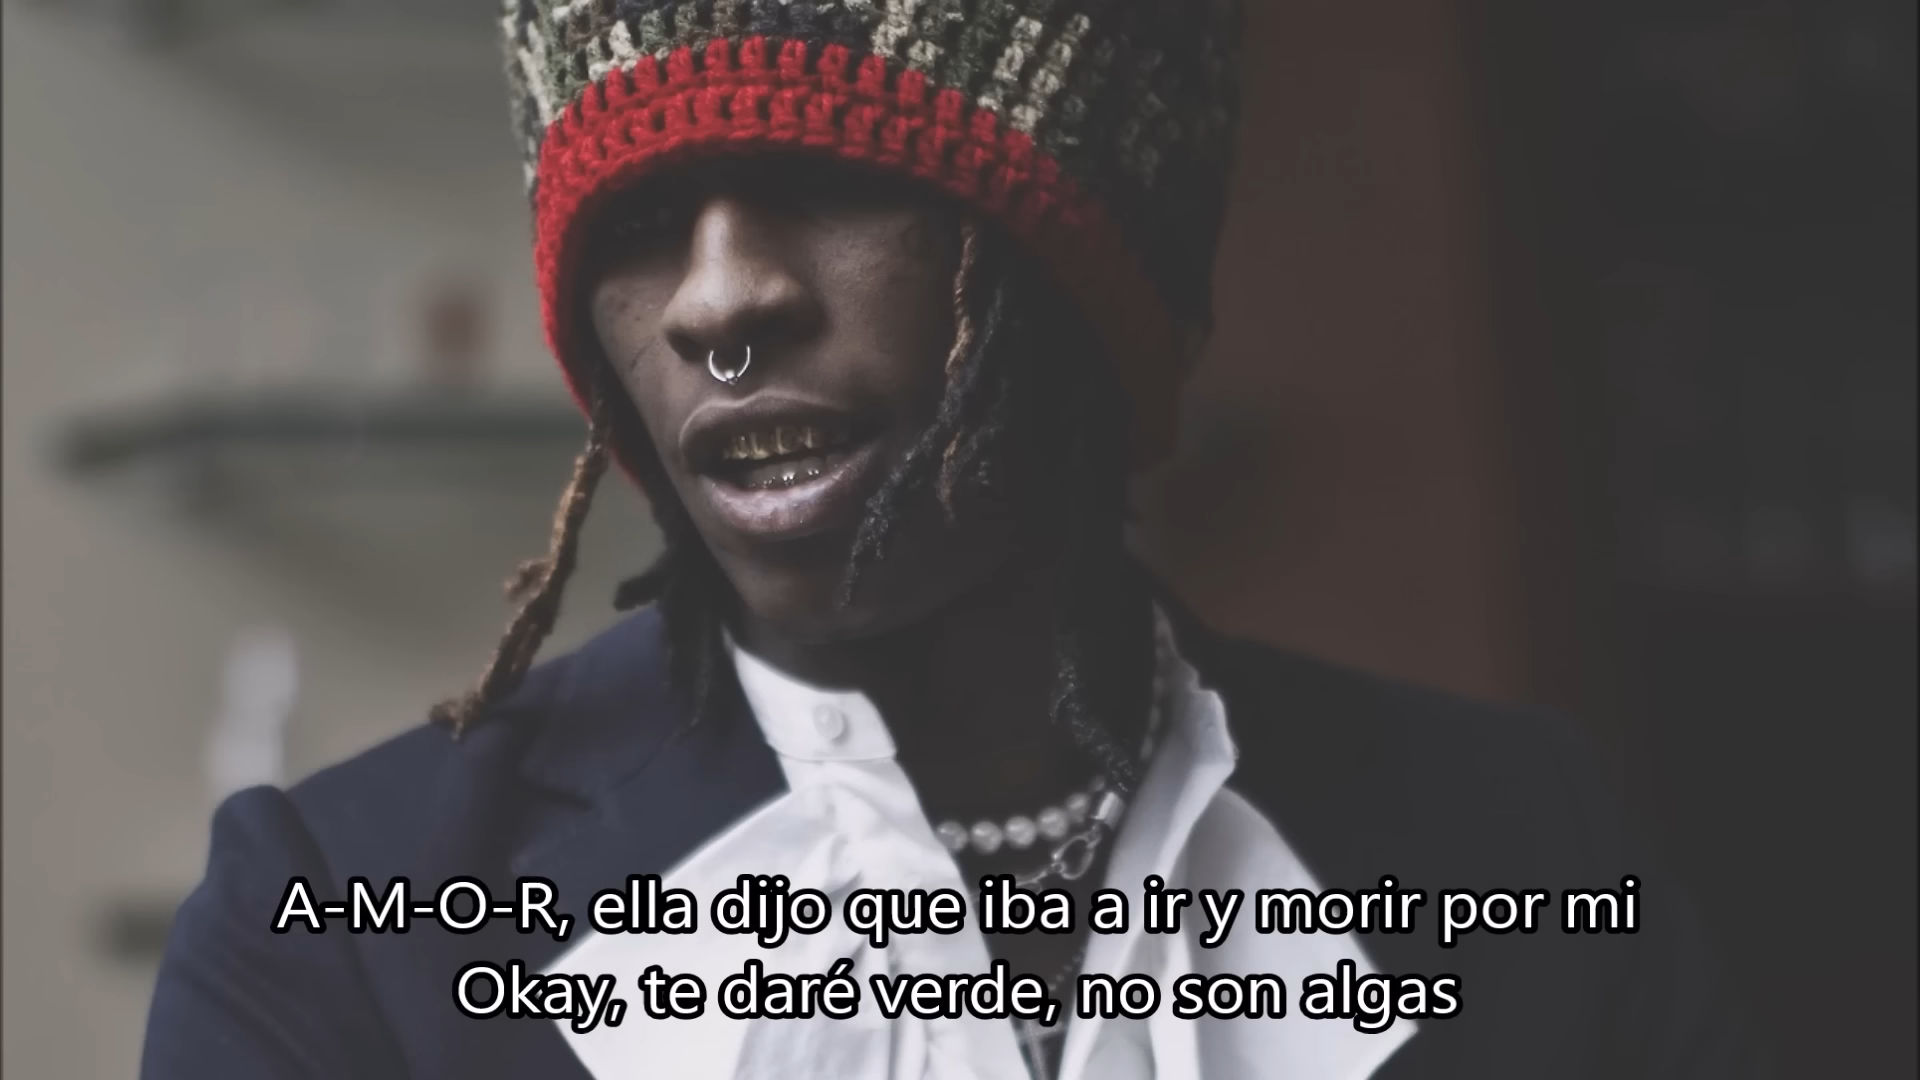 A-M-O-R, ella dijo que iba a ir y morir por mi
Okay, te daré verde, no son algas